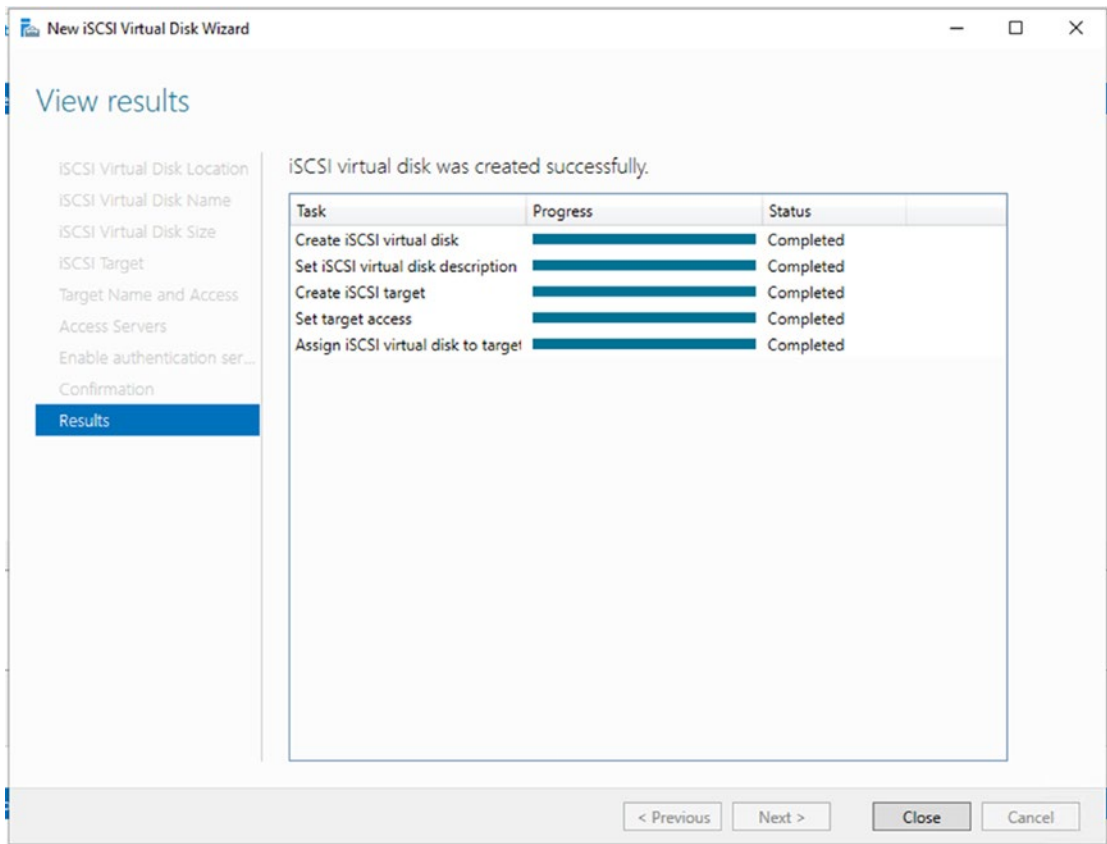 New iSCSI Virtual Disk Wizard
View results
iSCSI Virtual Disk Location
iSCSI Virtual Disk Name
iSCSI Virtual Disk Size
iSCSI Target
Target Name and Access
Access Servers
Enable authentication ser...
Confirmation
Results
iSCSI virtual disk was created successfully.
Task Progress Status
Create iSCSI virtual disk Completed
Set iSCSI virtual disk description Completed
Create iSCSI target Completed
Set target access Completed
Assign iSCSI virtual disk to target Completed
< Previous Next > Close Cancel